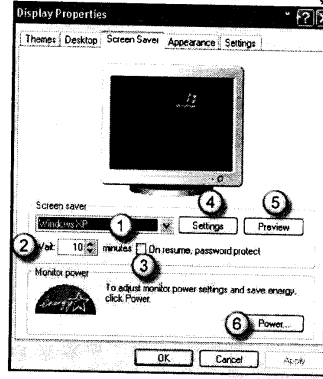 Display Properties
Themes Desktop Screen Saver Appearance Settings
Screen saver
Windows XP
1
4
Settings
5
Preview
2
Wait: 10 minutes
On resume, password protect
3
Monitor power
To adjust monitor power settings and save energy,
click Power.
6
Power...
OK Cancel Apply